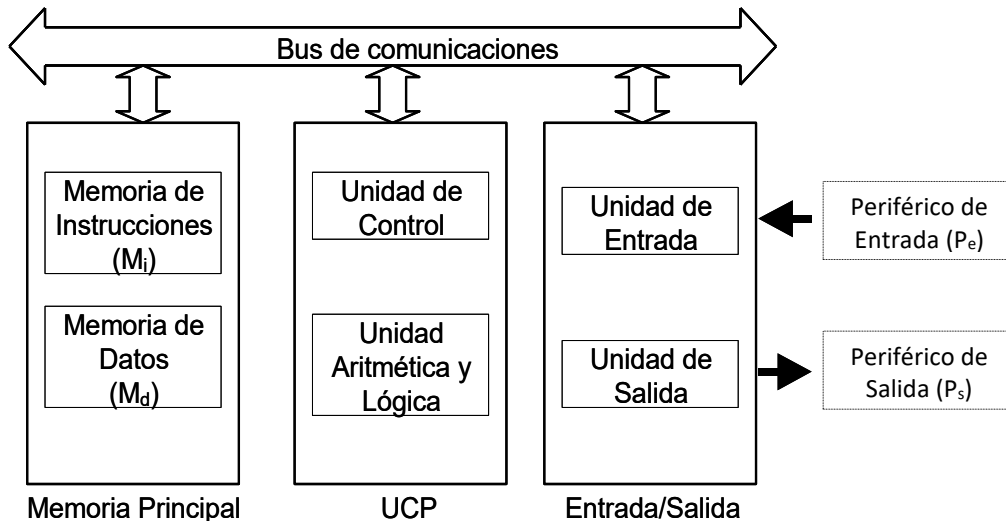 Bus de comunicaciones
Memoria de
Instrucciones
(Mi)
Memoria de
Datos
(Md)
Memoria Principal
Unidad de
Control
Unidad
Aritmética y
Lógica
UCP
Unidad de
Entrada
Unidad de
Salida
Entrada/Salida
Periférico de
Entrada (Pe)
Periférico de
Salida (Ps)